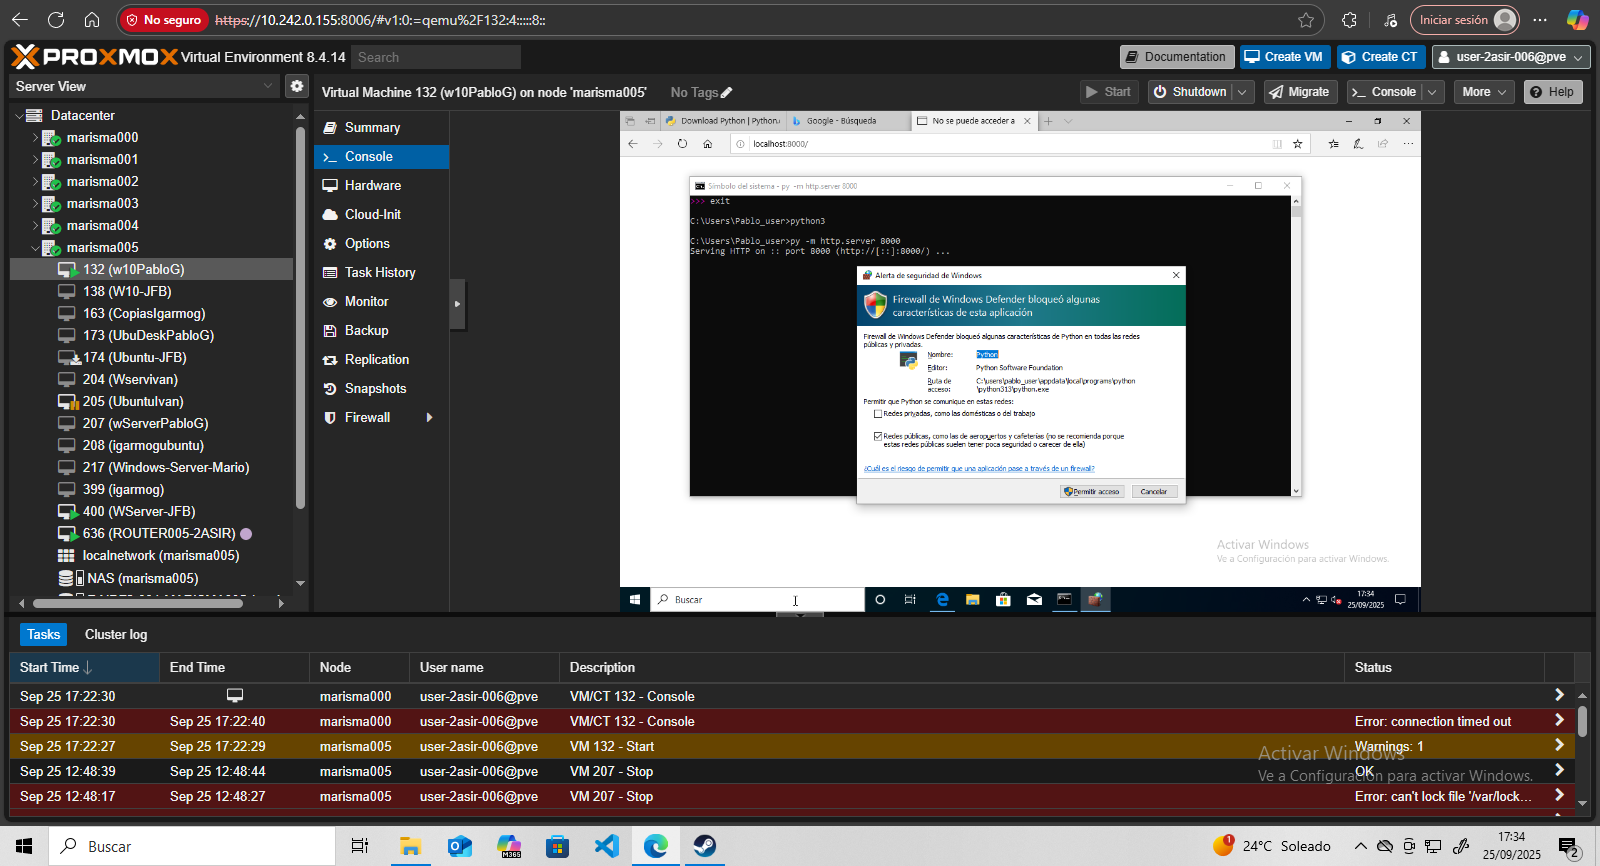 No seguro
https://10.242.0.155:8006/#v1:0:=qemu%2F132:4:::::8::
Iniciar sesión
PROXMOX Virtual Environment 8.4.14
Search
Documentation
Create VM
Create CT
user-2asir-006@pve
Server View
Virtual Machine 132 (w10PabloG) on node 'marisma005'
No Tags
Start
Shutdown
Migrate
Console
More
Help
Datacenter
marisma000
marisma001
marisma002
marisma003
marisma004
marisma005
132 (w10PabloG)
138 (W10-JFB)
163 (CopiasIgarmog)
173 (UbuDeskPabloG)
174 (Ubuntu-JFB)
204 (Wservivan)
205 (UbuntuIvan)
207 (wServerPabloG)
208 (igarmogubuntu)
217 (Windows-Server-Mario)
399 (igarmog)
400 (WServer-JFB)
636 (ROUTER005-2ASIR)
localnetwork (marisma005)
NAS (marisma005)
Summary
Console
Hardware
Cloud-Init
Options
Task History
Monitor
Backup
Replication
Snapshots
Firewall
Download Python | Python.
Google - Búsqueda
No se puede acceder a
localhost:8000/
Símbolo del sistema - py -m http.server 8000
>>> exit
C:\Users\Pablo_user>python3
C:\Users\Pablo_user>py -m http.server 8000
Serving HTTP on :: port 8000 (http://[::]:8000/) ...
Alerta de seguridad de Windows
Firewall de Windows Defender bloqueó algunas
características de esta aplicación
Firewall de Windows Defender bloqueó algunas características de Python en todas las redes
públicas y privadas.
Nombre: Python
Editor: Python Software Foundation
Ruta de acceso: C:\users\pablo_user\appdata\local\programs\python
\python313\python.exe
Permitir que Python se comunique en estas redes:
Redes privadas, como las domésticas o del trabajo
Redes públicas, como las de aeropuertos y cafeterías (no se recomienda porque
estas redes públicas suelen tener poca seguridad o carecer de ella)
¿Cuál es el riesgo de permitir que una aplicación pase a través de un firewall?
Permitir acceso
Cancelar
Activar Windows
Ve a Configuración para activar Windows.
Buscar
17:34
25/09/2025
Tasks
Cluster log
Start Time End Time Node User name Description Status
Sep 25 17:22:30 marisma000 user-2asir-006@pve VM/CT 132 - Console
Sep 25 17:22:30 Sep 25 17:22:40 marisma000 user-2asir-006@pve VM/CT 132 - Console Error: connection timed out
Sep 25 17:22:27 Sep 25 17:22:29 marisma005 user-2asir-006@pve VM 132 - Start Warnings: 1
Sep 25 12:48:39 Sep 25 12:48:44 marisma005 user-2asir-006@pve VM 207 - Stop OK
Sep 25 12:48:17 Sep 25 12:48:27 marisma005 user-2asir-006@pve VM 207 - Stop Error: can't lock file '/var/lock...
Activar Windows
Ve a Configuración para activar Windows.
Buscar
M365
1
24°C Soleado
17:34
25/09/2025
2